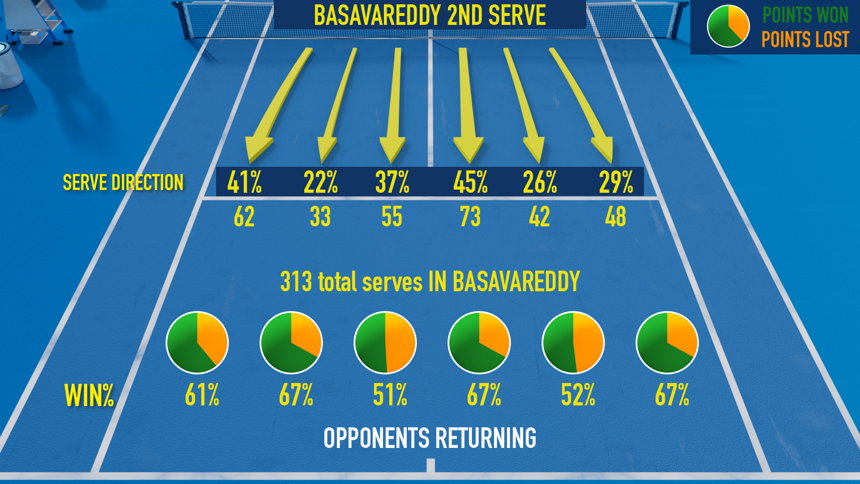 BASAVAREDDY 2ND SERVE
POINTS WON
POINTS LOST
SERVE DIRECTION
41% 22% 37% 45% 26% 29%
62 33 55 73 42 48
313 total serves IN BASAVAREDDY
WIN% 61% 67% 51% 67% 52% 67%
OPPONENTS RETURNING